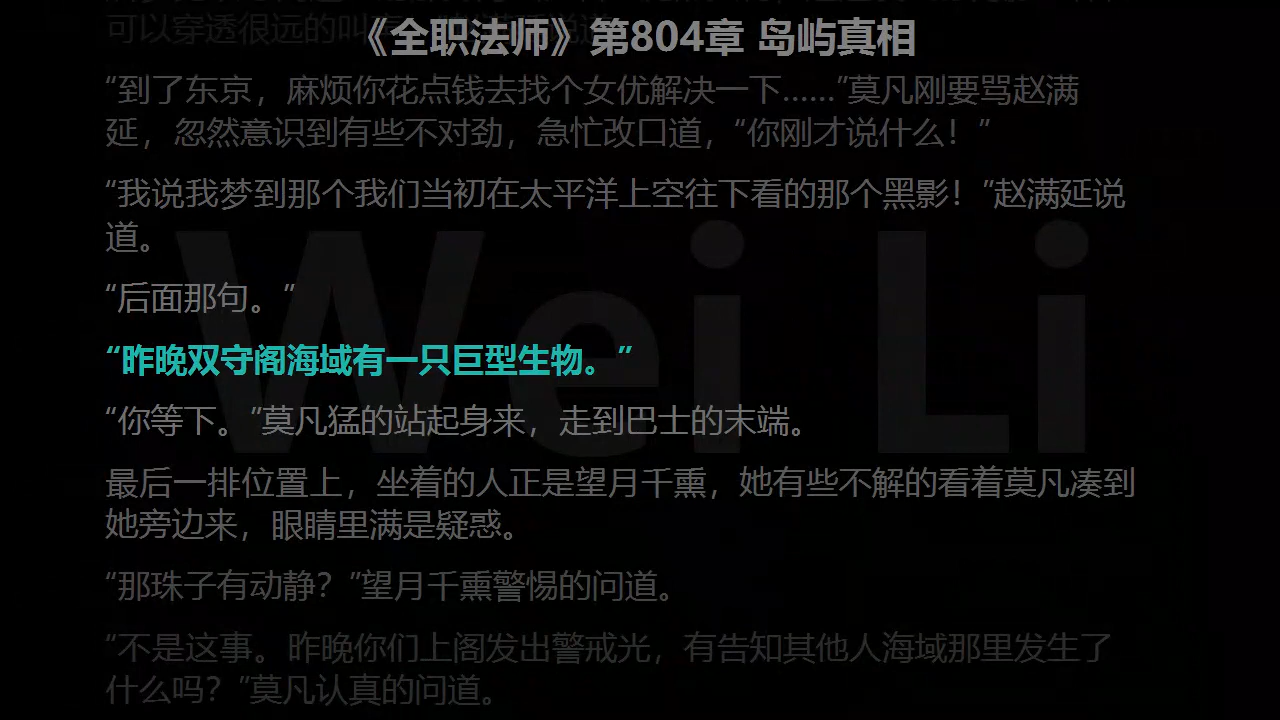 《全职法师》第804章 岛屿真相
可以穿透很远的叫
“到了东京，麻烦你花点钱去找个女优解决一下……”莫凡刚要骂赵满
延，忽然意识到有些不对劲，急忙改口道，“你刚才说什么！”
“我说我梦到那个我们当初在太平洋上空往下看的那个黑影！”赵满延说
道。
“后面那句。”
“昨晚双守阁海域有一只巨型生物。”
“你等下。”莫凡猛的站起身来，走到巴士的末端。
最后一排位置上，坐着的人正是望月千熏，她有些不解的看着莫凡凑到
她旁边来，眼睛里满是疑惑。
“那珠子有动静？”望月千熏警惕的问道。
“不是这事。昨晚你们上阁发出警戒光，有告知其他人海域那里发生了
什么吗？”莫凡认真的问道。
Wei Li